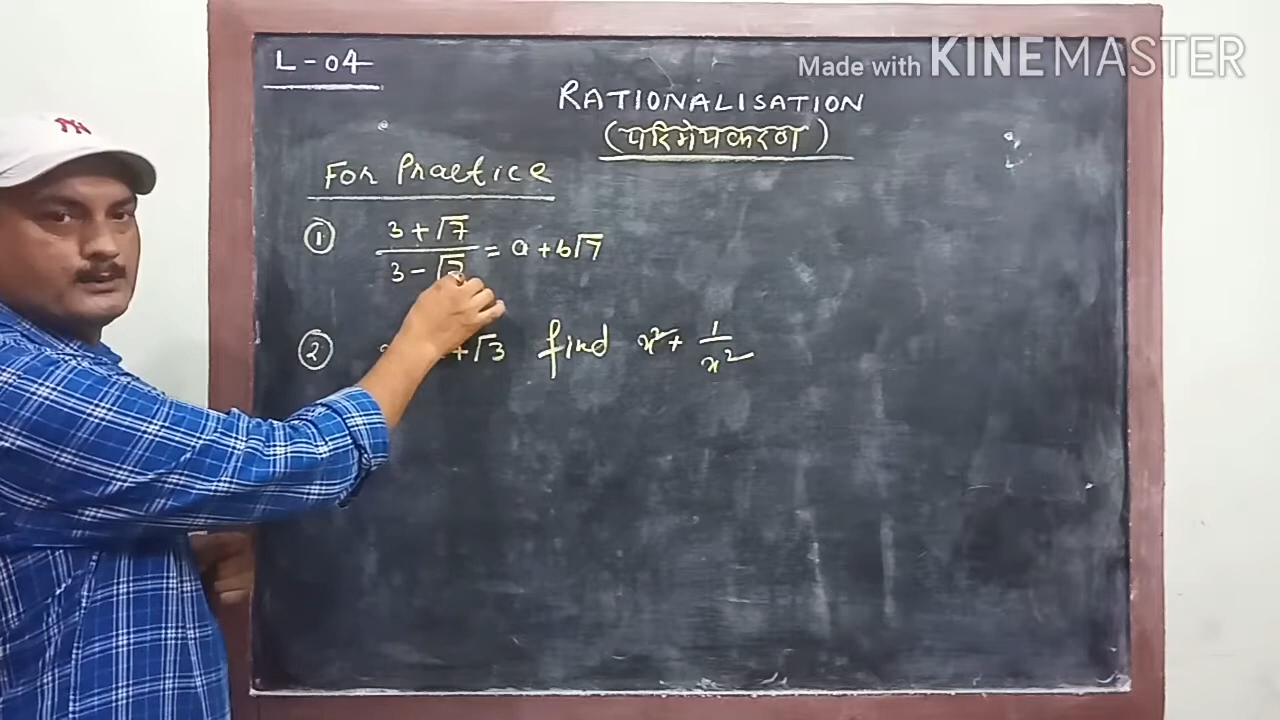 Made with KINEMASTER
L-04
RATIONALISATION
(परिमेयकरण)
For Practice
① 3+√7 / 3-√7 = a+b√7
② +√3 find x²+ 1/x²